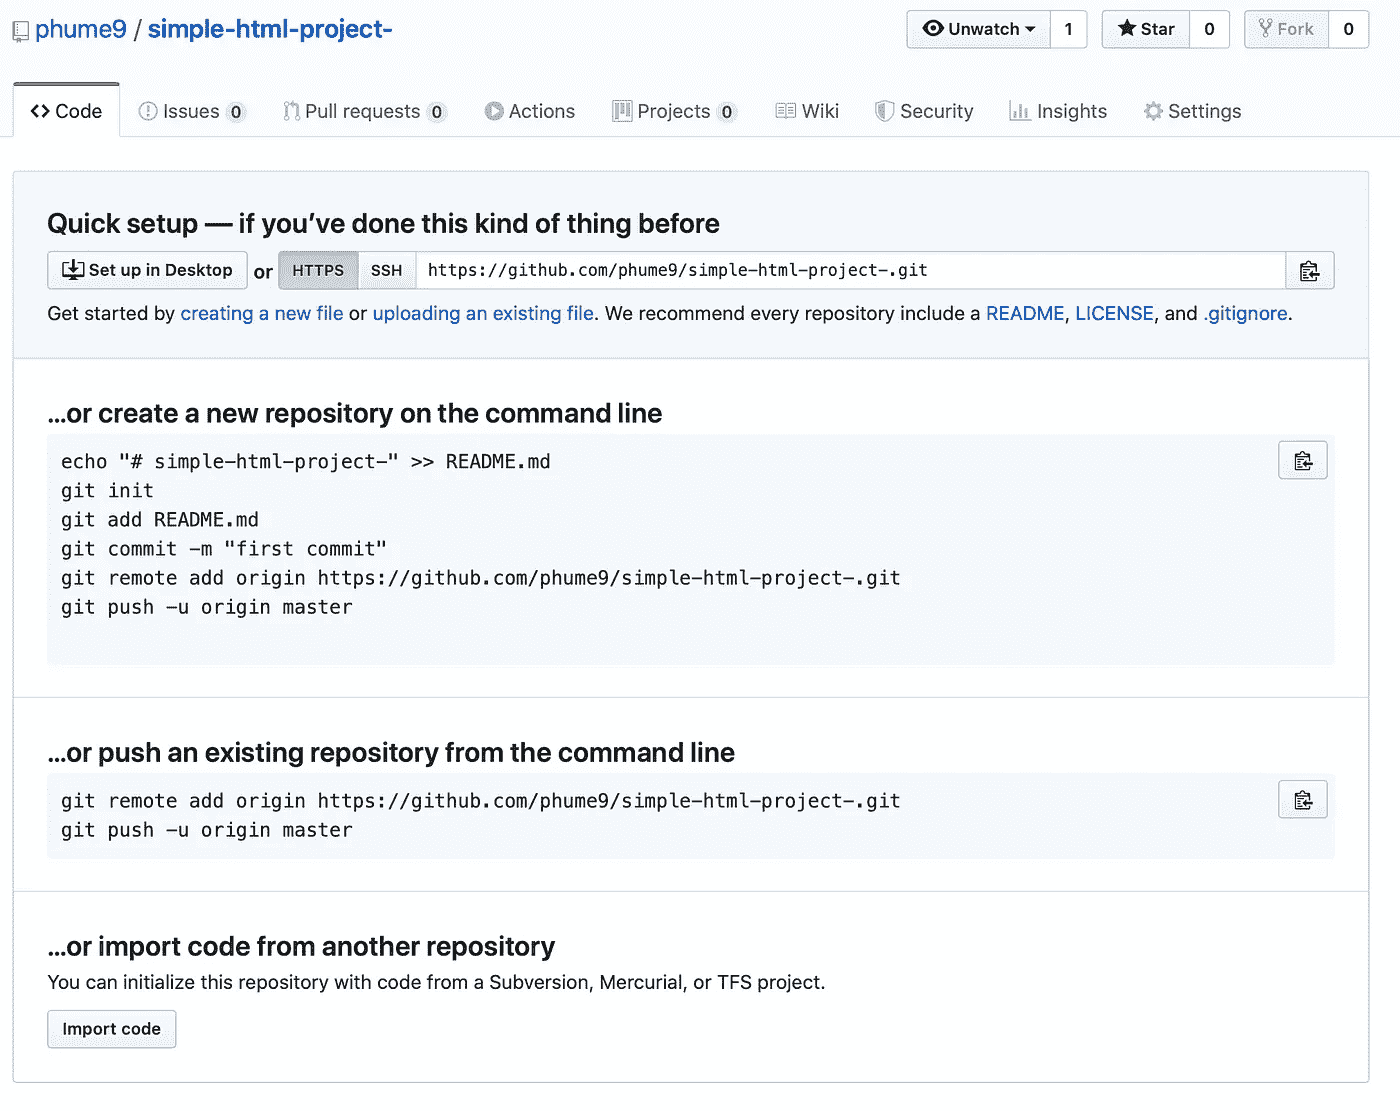 phume9 / simple-html-project-
Unwatch 1 Star 0 Fork 0
Code Issues 0 Pull requests 0 Actions Projects 0 Wiki Security Insights Settings
Quick setup — if you’ve done this kind of thing before
Set up in Desktop or HTTPS SSH https://github.com/phume9/simple-html-project-.git
Get started by creating a new file or uploading an existing file. We recommend every repository include a README, LICENSE, and .gitignore.
…or create a new repository on the command line
echo "# simple-html-project-" >> README.md
git init
git add README.md
git commit -m "first commit"
git remote add origin https://github.com/phume9/simple-html-project-.git
git push -u origin master
…or push an existing repository from the command line
git remote add origin https://github.com/phume9/simple-html-project-.git
git push -u origin master
…or import code from another repository
You can initialize this repository with code from a Subversion, Mercurial, or TFS project.
Import code